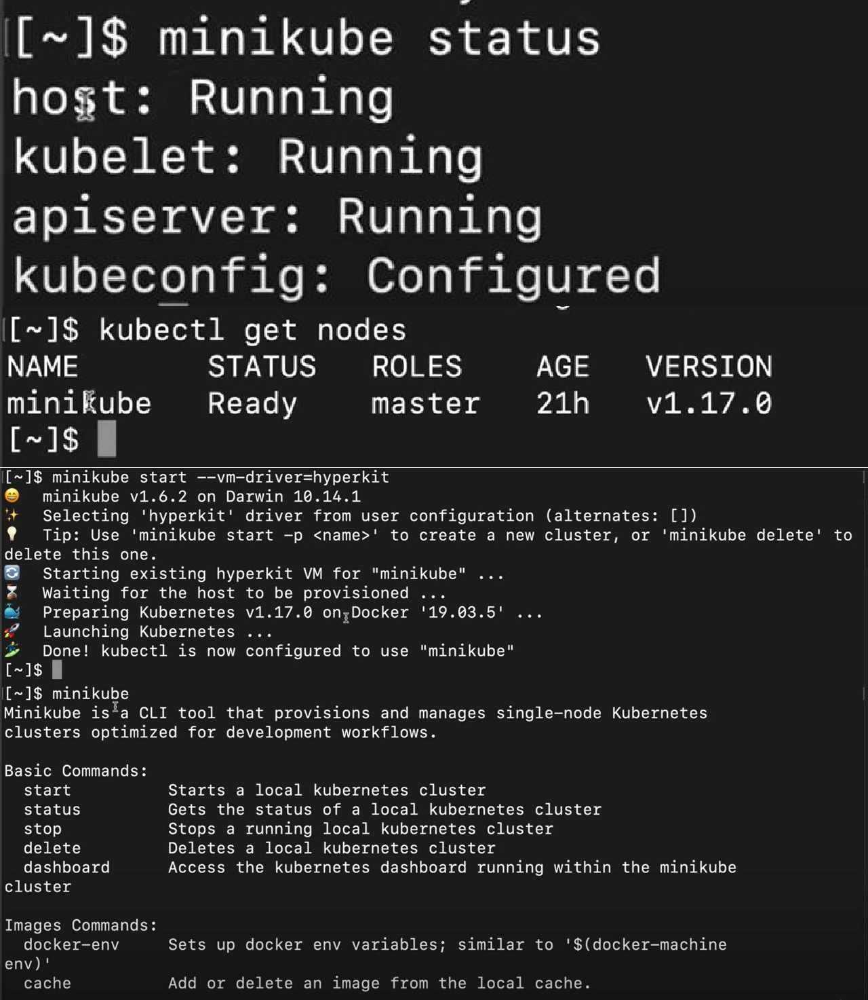 [~]$ minikube status
host: Running
kubelet: Running
apiserver: Running
kubeconfig: Configured
[~]$ kubectl get nodes
NAME STATUS ROLES AGE VERSION
minikube Ready master 21h v1.17.0
[~]$
[~]$ minikube start --vm-driver=hyperkit
😄 minikube v1.6.2 on Darwin 10.14.1
✨ Selecting 'hyperkit' driver from user configuration (alternates: [])
💡 Tip: Use 'minikube start -p <name>' to create a new cluster, or 'minikube delete' to
delete this one.
🔄 Starting existing hyperkit VM for "minikube" ...
⌛ Waiting for the host to be provisioned ...
🐳 Preparing Kubernetes v1.17.0 on Docker '19.03.5' ...
🚀 Launching Kubernetes ...
🏄 Done! kubectl is now configured to use "minikube"
[~]$
[~]$ minikube
Minikube is a CLI tool that provisions and manages single-node Kubernetes
clusters optimized for development workflows.
Basic Commands:
start Starts a local kubernetes cluster
status Gets the status of a local kubernetes cluster
stop Stops a running local kubernetes cluster
delete Deletes a local kubernetes cluster
dashboard Access the kubernetes dashboard running within the minikube
cluster
Images Commands:
docker-env Sets up docker env variables; similar to '$(docker-machine
env)'
cache Add or delete an image from the local cache.